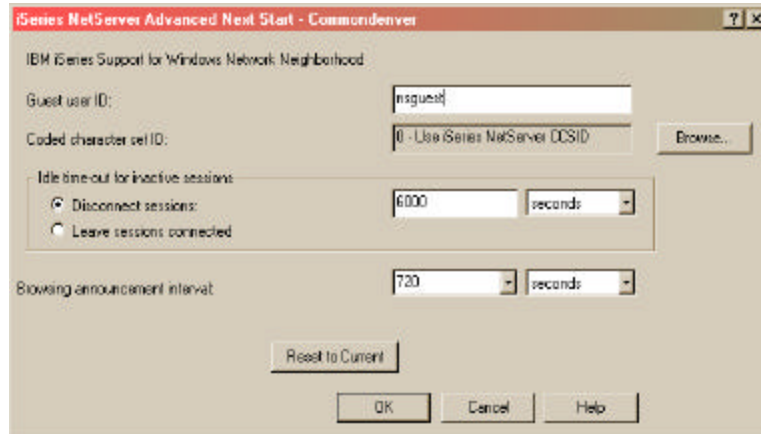 iSeries NetServer Advanced Next Start - Commondenver
IBM iSeries Support for Windows Network Neighborhood
Guest user ID: nsguest
Coded character set ID: 0 - Use iSeries NetServer CCSID Browse...
Idle time-out for inactive sessions
Disconnect sessions: 6000 seconds
Leave sessions connected
Browsing announcement interval: 720 seconds
Reset to Current
OK Cancel Help